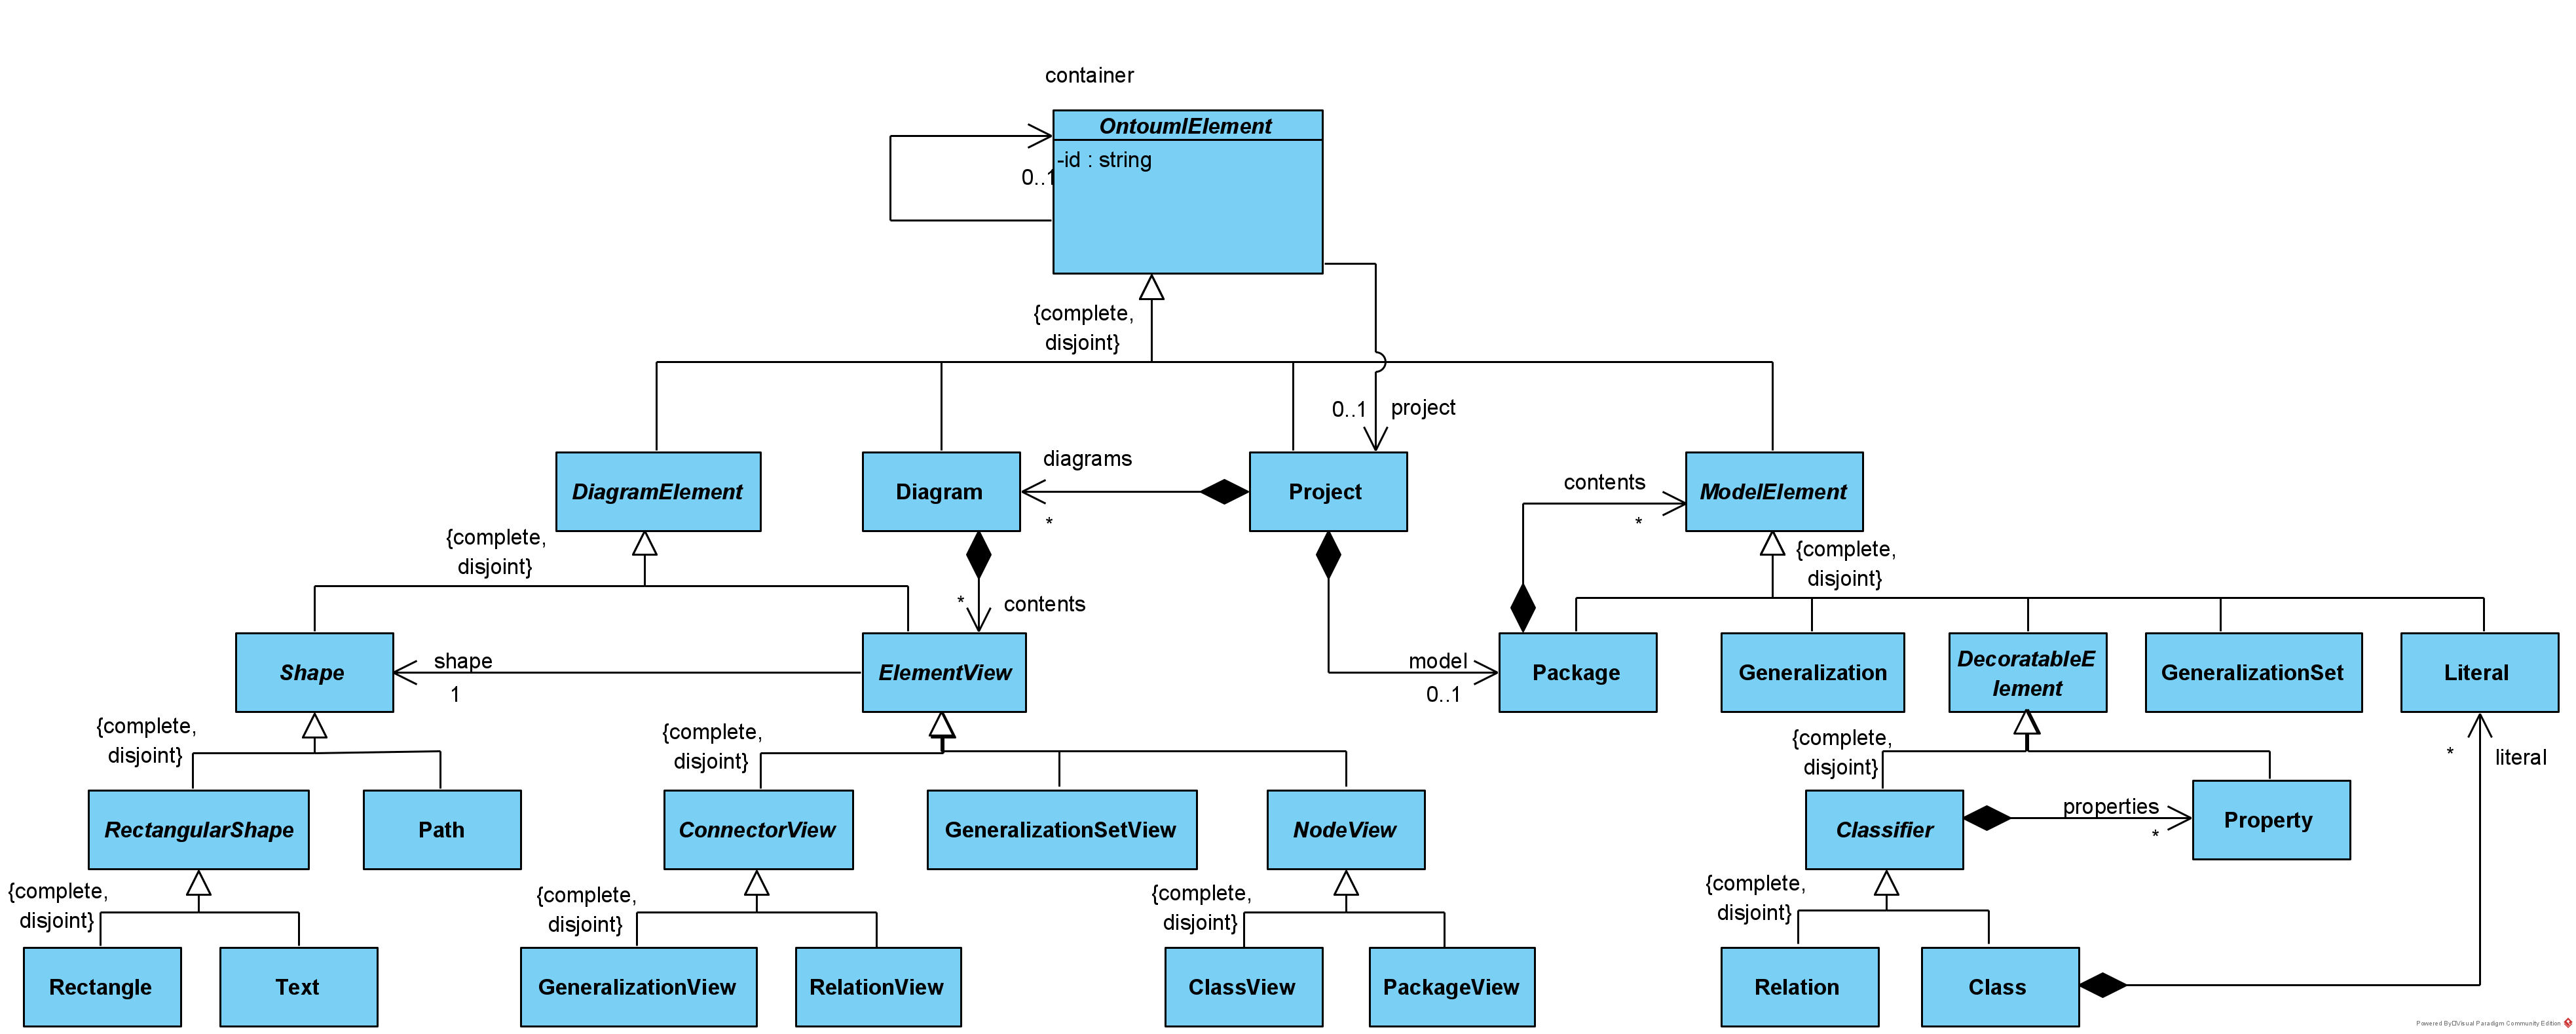 container
OntoumlElement
-id : string
0..1
{complete,
disjoint}
0..1
project
DiagramElement
Diagram
diagrams
*
Project
contents
*
ModelElement
{complete,
disjoint}
*
contents
{complete,
disjoint}
Shape
shape
1
ElementView
model
0..1
Package
Generalization
DecoratableE
lement
GeneralizationSet
Literal
{complete,
disjoint}
{complete,
disjoint}
{complete,
disjoint}
*
literal
RectangularShape
Path
ConnectorView
GeneralizationSetView
NodeView
Classifier
properties
*
Property
{complete,
disjoint}
{complete,
disjoint}
{complete,
disjoint}
{complete,
disjoint}
Rectangle
Text
GeneralizationView
RelationView
ClassView
PackageView
Relation
Class
Powered By Visual Paradigm Community Edition